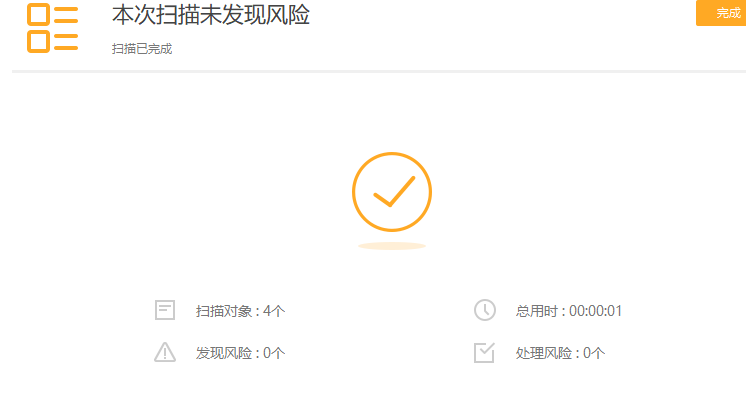 本次扫描未发现风险
完成
扫描已完成
扫描对象 : 4个
总用时 : 00:00:01
发现风险 : 0个
处理风险 : 0个